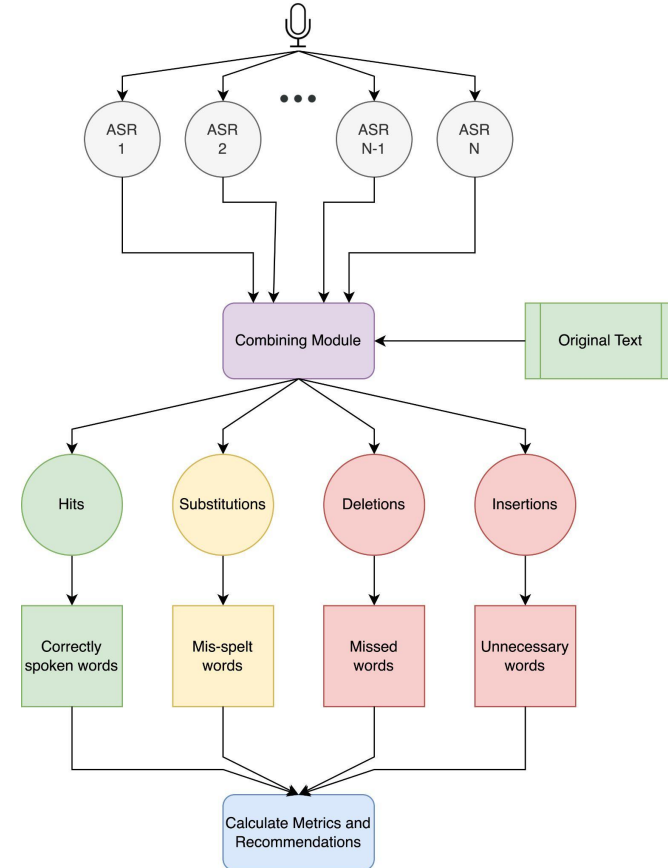 ASR
1
ASR
2
ASR
N-1
ASR
N
Combining Module
Original Text
Hits
Substitutions
Deletions
Insertions
Correctly
spoken words
Mis-spelt
words
Missed
words
Unnecessary
words
Calculate Metrics and
Recommendations